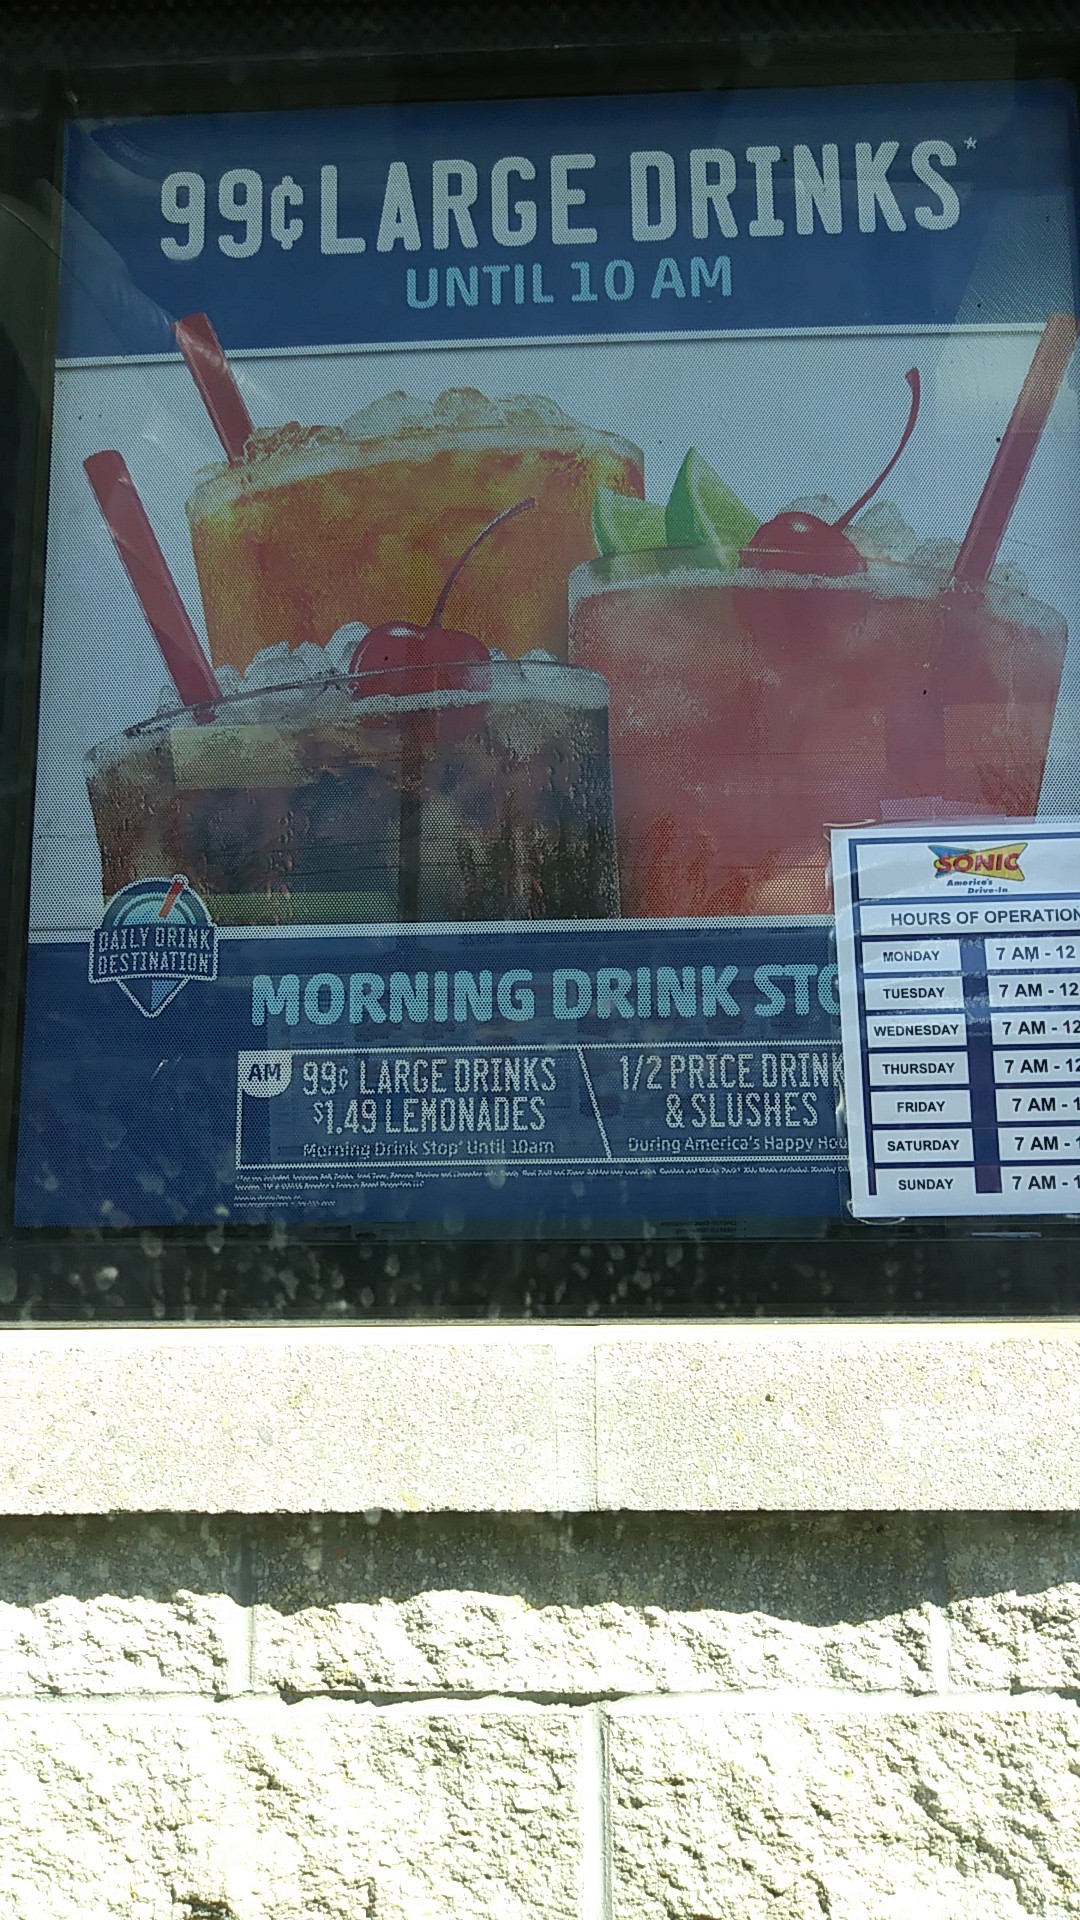 99¢ LARGE DRINKS*
UNTIL 10 AM
DAILY DRINK
DESTINATION
MORNING DRINK STO
AM
99¢ LARGE DRINKS
$1.49 LEMONADES
Morning Drink Stop* Until 10am
1/2 PRICE DRINK
& SLUSHES
During America's Happy Hou
SONIC
America's
Drive-In
HOURS OF OPERATION
MONDAY 7 AM - 12
TUESDAY 7 AM - 12
WEDNESDAY 7 AM - 12
THURSDAY 7 AM - 12
FRIDAY 7 AM - 1
SATURDAY 7 AM - 1
SUNDAY 7 AM - 1